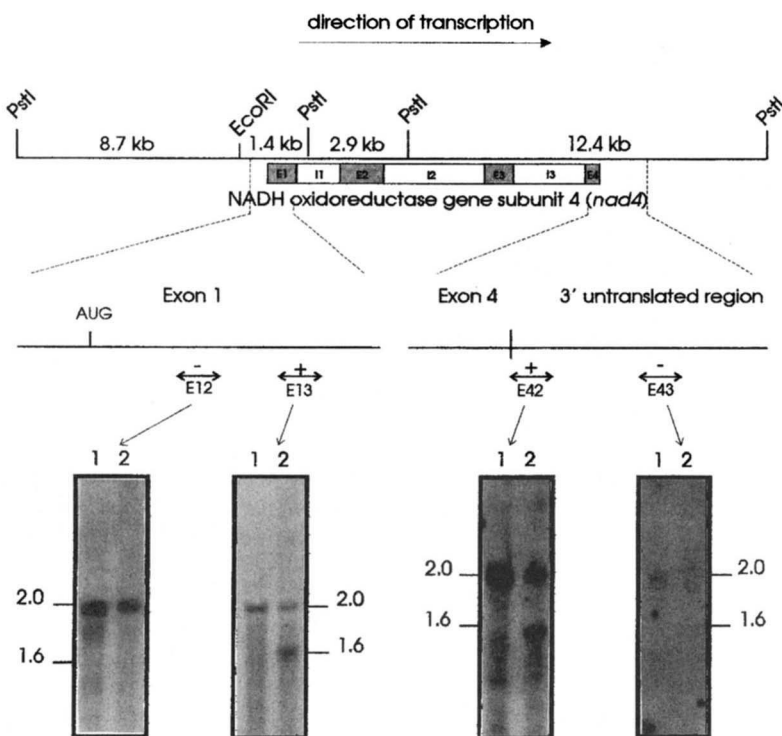 direction of transcription
PstI EcoRI PstI PstI PstI
8.7 kb 1.4 kb 2.9 kb 12.4 kb
E1 I1 E2 I2 E3 I3 E4
NADH oxidoreductase gene subunit 4 (nad4)
Exon 1 Exon 4 3' untranslated region
AUG
- + + -
E12 E13 E42 E43
1 2 1 2 1 2 1 2
2.0 2.0 2.0 2.0
1.6 1.6 1.6 1.6